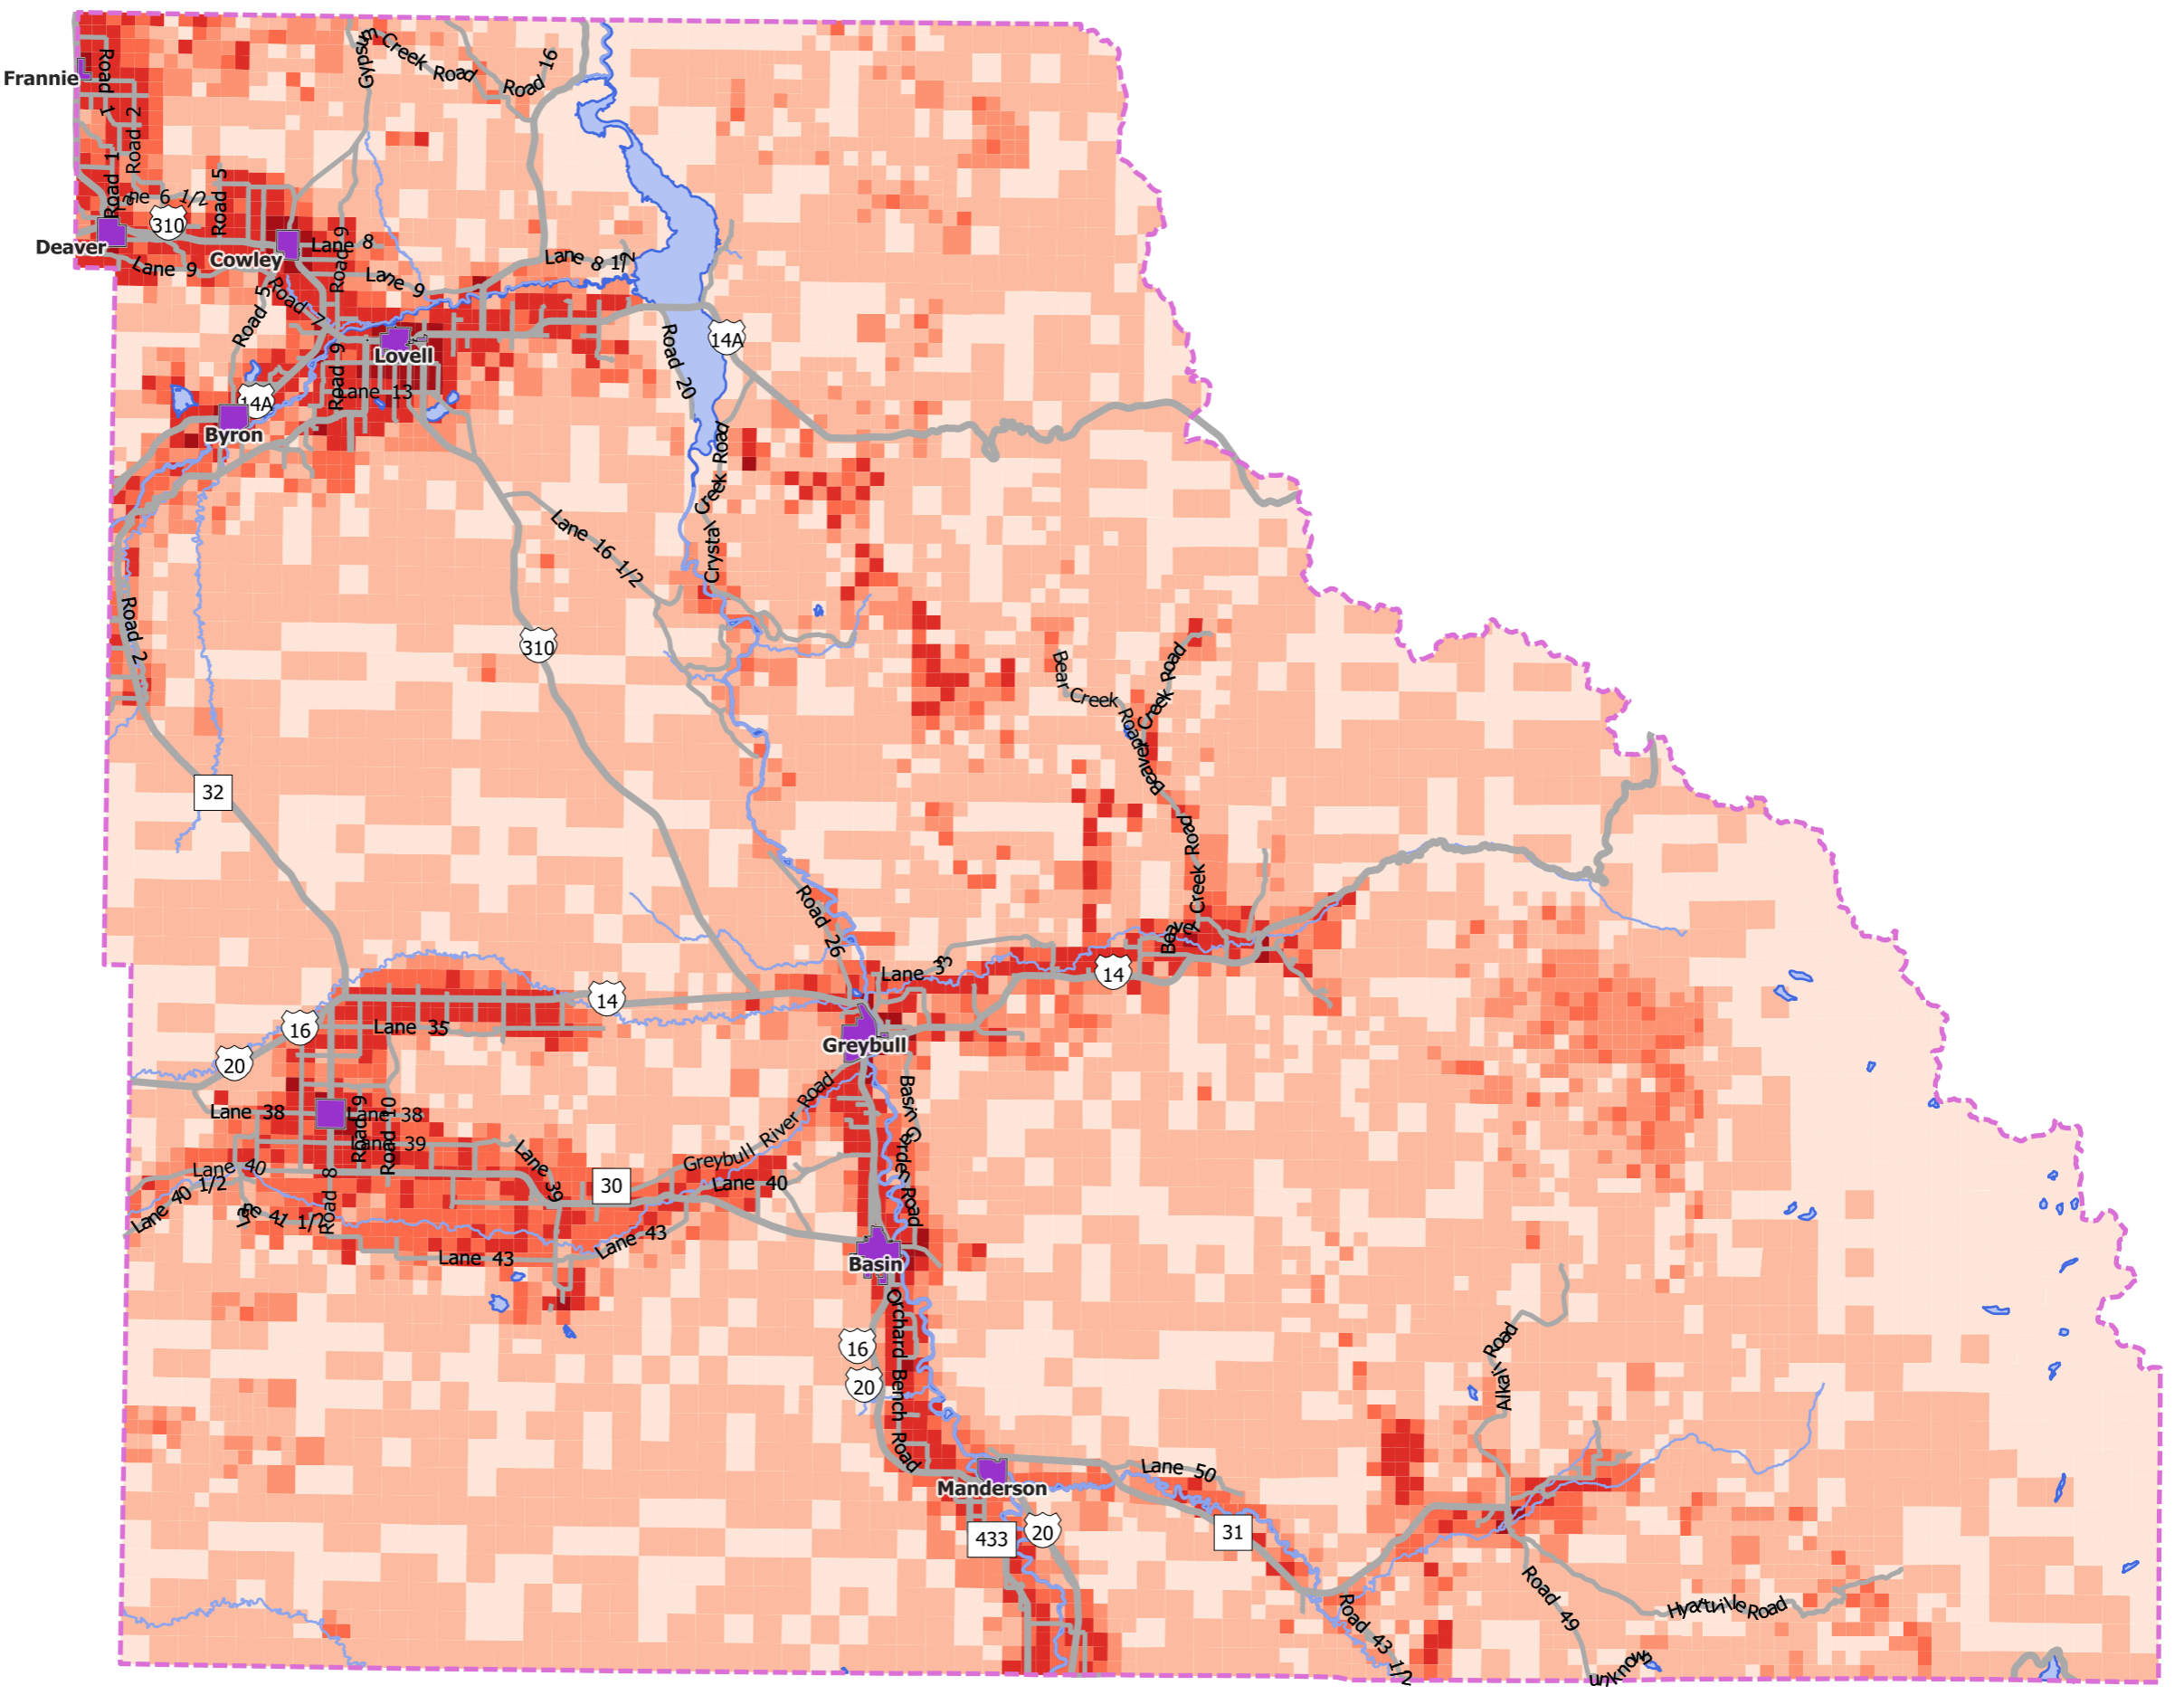 Gypsum Creek Road
Road 16
Frannie
Road 1
Road 2
Road 1
Lane 6 1/2
Road 5
310
Deaver
Cowley
Lane 8
Lane 9
Road 9
Lane 9
Lane 8 1/2
Road 5
Road 7
Lovell
Road 9
Lane 13
14A
Byron
Road 20
14A
Crystal Creek Road
Lane 16 1/2
Road 2
310
Bear Creek Road
Beaver Creek Road
32
Road 26
Creek Road
Lane 33
14
14
16
Lane 35
20
Greybull
Lane 38
Lane 38
Road 9
Road 10
Lane 39
Basin Gardens Road
Greybull River Road
Lane 40
Lane 40 1/2
Lane 39
30
Lane 40
41 1/2
Road 8
Lane 43
Lane 43
Basin
16
20
Orchard Bench Road
Alkali Road
Manderson
Lane 50
433
20
31
Road 43 1/2
Road 49
Hyattville Road
unknown